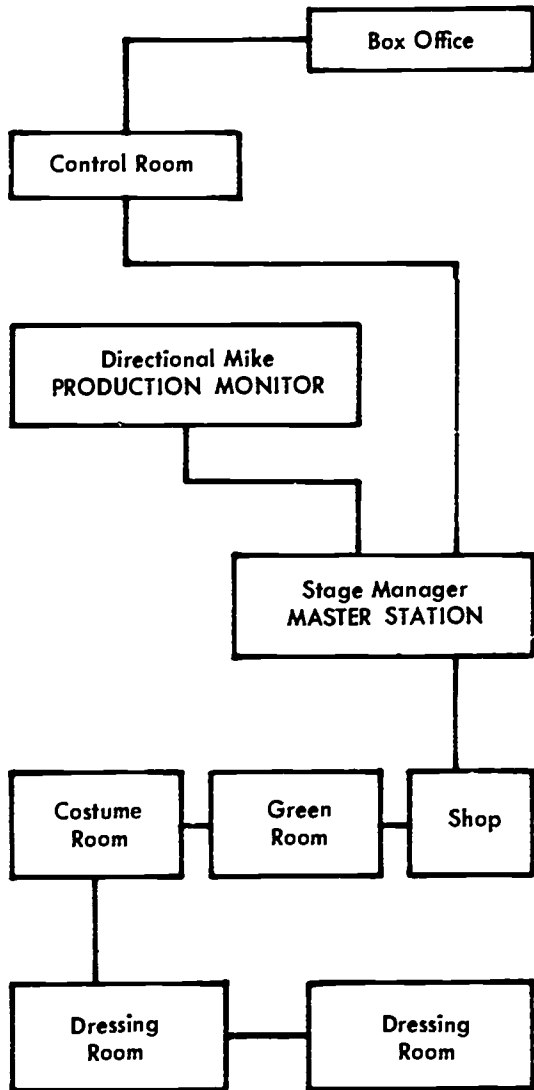 Box Office
Control Room
Directional Mike
PRODUCTION MONITOR
Stage Manager
MASTER STATION
Costume
Room
Green
Room
Shop
Dressing
Room
Dressing
Room